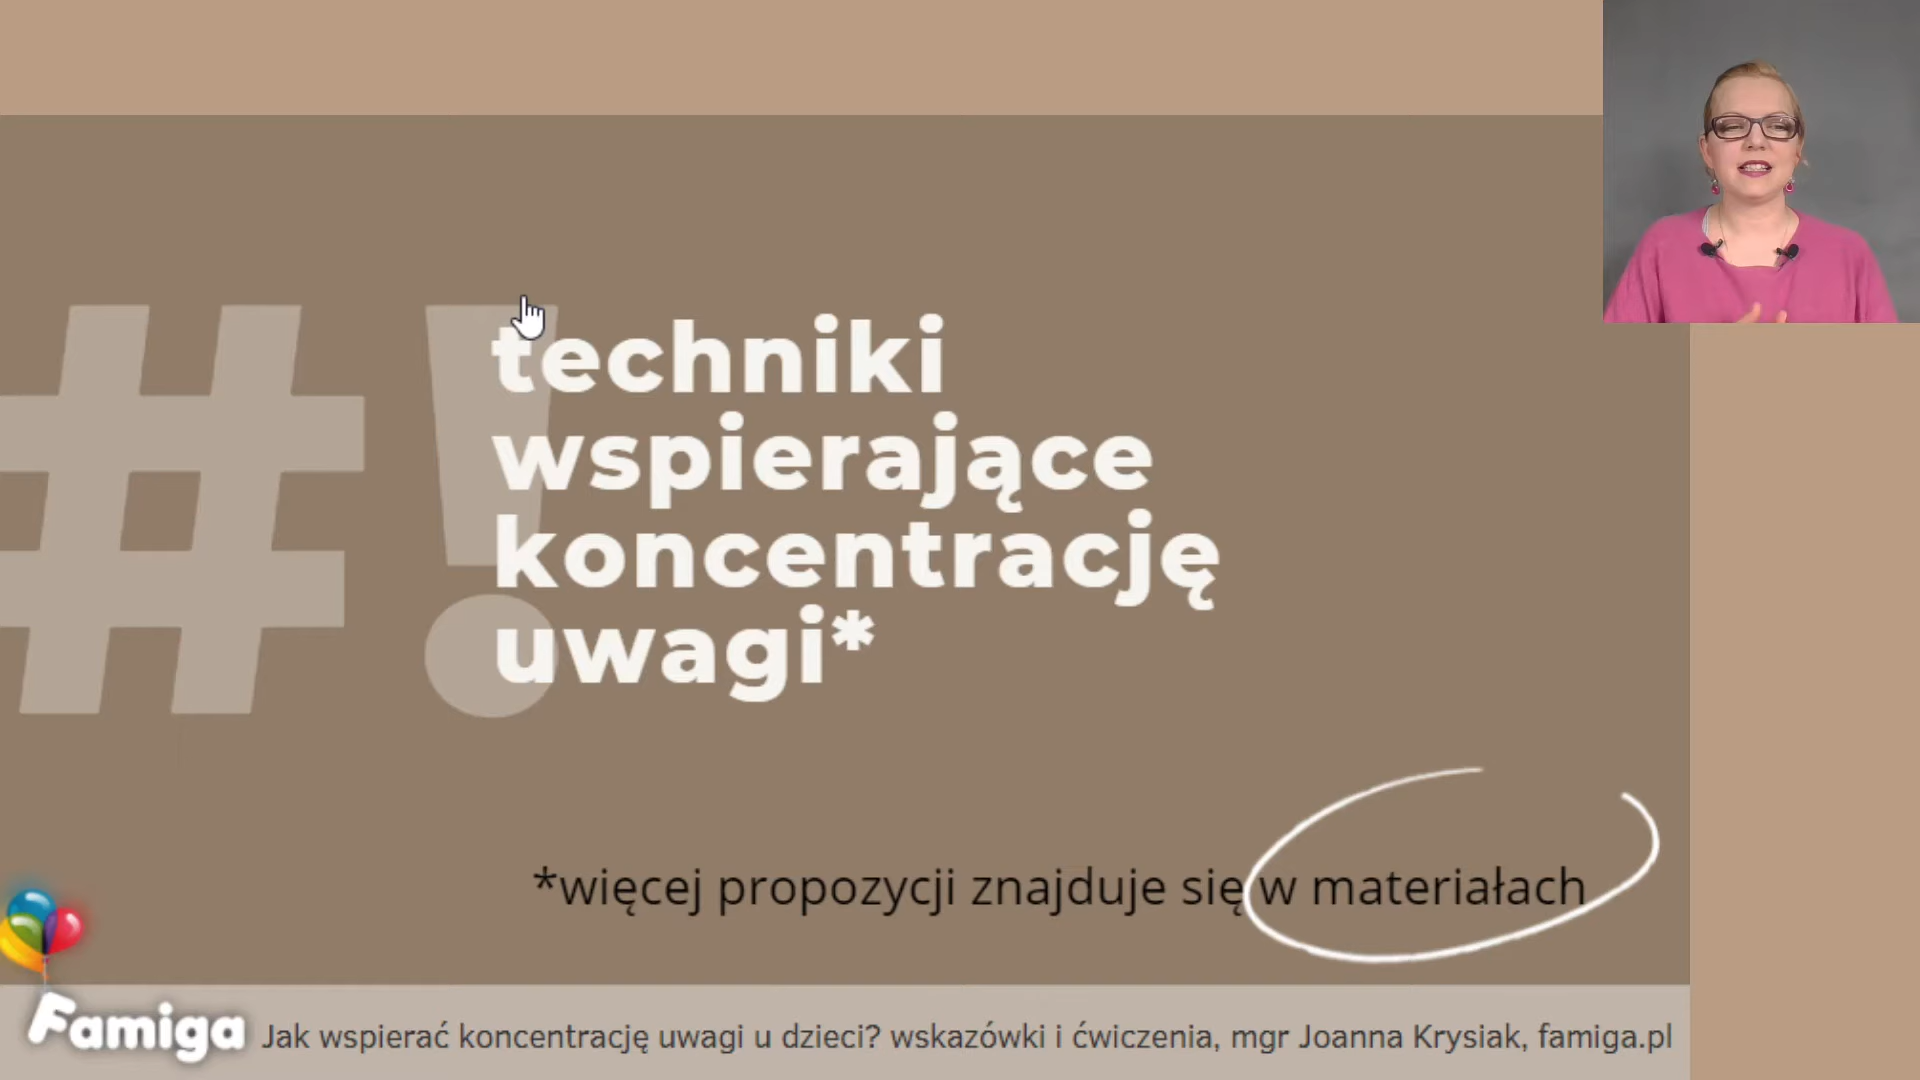 #!
techniki
wspierające
koncentrację
uwagi*
*więcej propozycji znajduje się w materiałach
Famiga
Jak wspierać koncentrację uwagi u dzieci? wskazówki i ćwiczenia, mgr Joanna Krysiak, famiga.pl